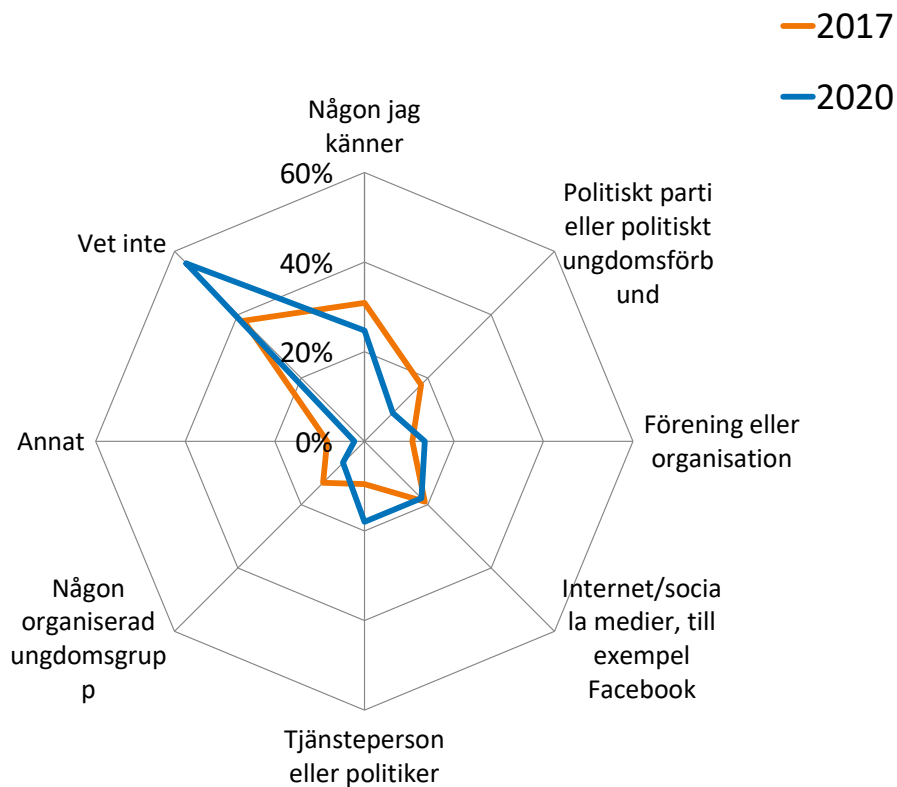 2017
2020
Någon jag
känner
60%
Politiskt parti
eller politiskt
ungdomsförb
und
Vet inte
40%
20%
Annat
0%
Förening eller
organisation
Någon
organiserad
ungdomsgrup
p
Internet/socia
la medier, till
exempel
Facebook
Tjänsteperson
eller politiker